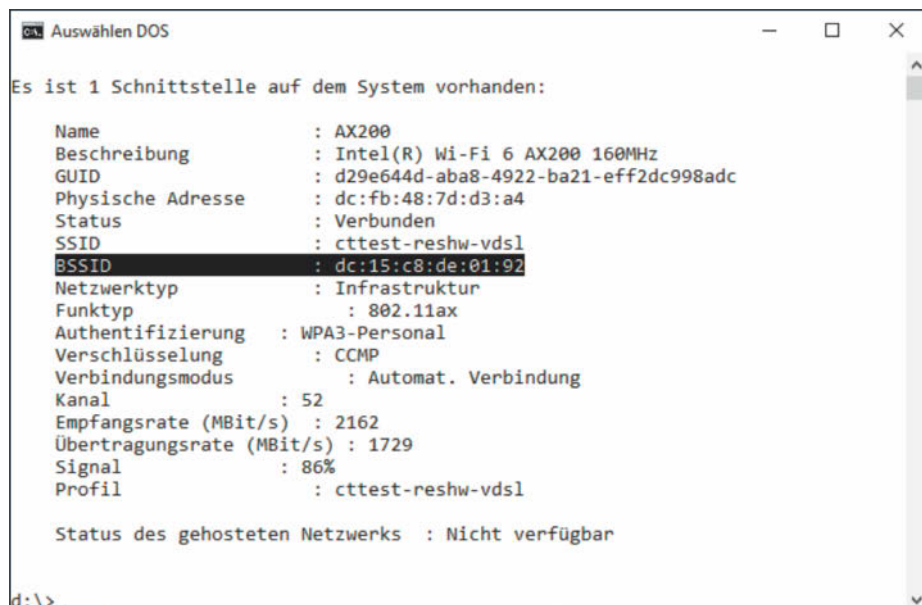 Auswählen DOS
Es ist 1 Schnittstelle auf dem System vorhanden:
Name : AX200
Beschreibung : Intel(R) Wi-Fi 6 AX200 160MHz
GUID : d29e644d-aba8-4922-ba21-eff2dc998adc
Physische Adresse : dc:fb:48:7d:d3:a4
Status : Verbunden
SSID : cttest-reshw-vdsl
BSSID : dc:15:c8:de:01:92
Netzwerktyp : Infrastruktur
Funktyp : 802.11ax
Authentifizierung : WPA3-Personal
Verschlüsselung : CCMP
Verbindungsmodus : Automat. Verbindung
Kanal : 52
Empfangsrate (MBit/s) : 2162
Übertragungsrate (MBit/s) : 1729
Signal : 86%
Profil : cttest-reshw-vdsl
Status des gehosteten Netzwerks : Nicht verfügbar
d:\>